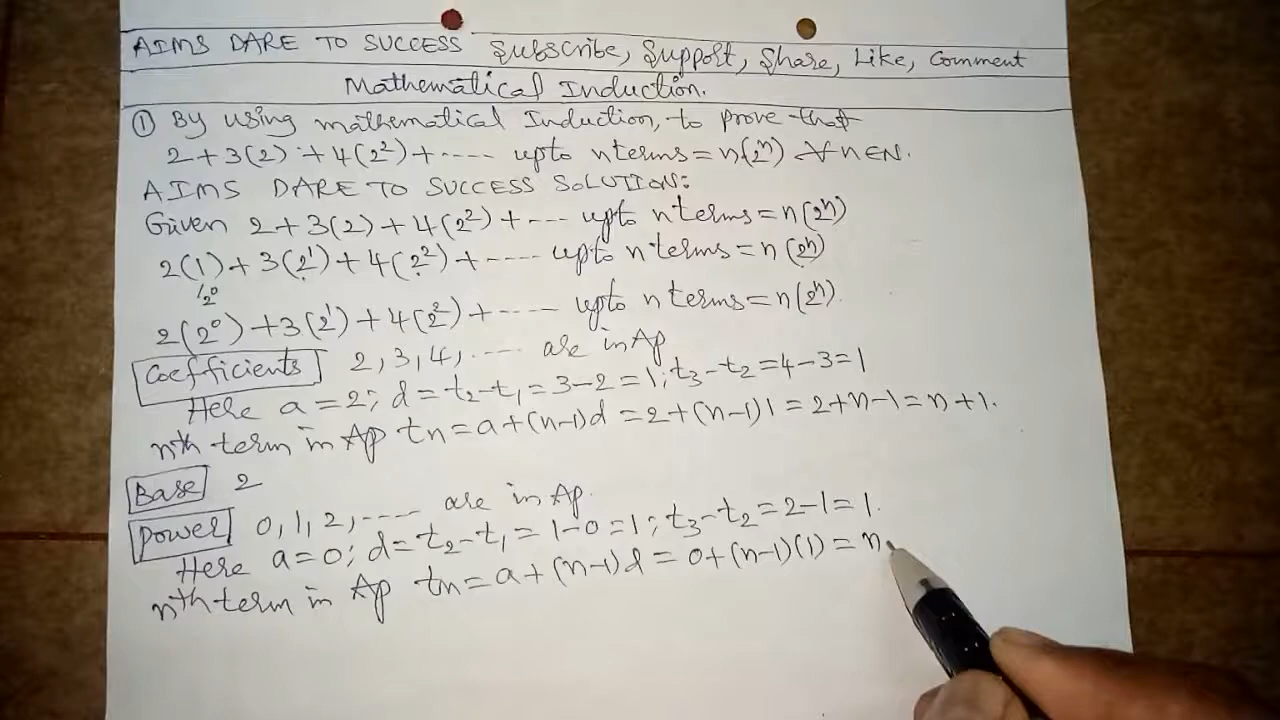 AIMS DARE TO SUCCESS Subscribe, Support, Share, Like, Comment
Mathematical Induction.
① By using mathematical Induction, to prove that
2+3(2)+4(2²)+---- upto n terms = n(2ⁿ) ∀ n∈N.
AIMS DARE TO SUCCESS SOLUTION:
Given 2+3(2)+4(2²)+--- upto n terms = n(2ⁿ)
2(1)+3(2¹)+4(2²)+---- upto n terms = n(2ⁿ)
2⁰
2(2⁰)+3(2¹)+4(2²)+---- upto n terms = n(2ⁿ).
Coefficients 2, 3, 4, ---- are in Ap
Here a=2; d=t₂-t₁=3-2=1; t₃-t₂=4-3=1
nth term in Ap tn=a+(n-1)d=2+(n-1)1=2+n-1=n+1.
Base 2
Power 0, 1, 2, ---- are in Ap.
Here a=0; d=t₂-t₁=1-0=1; t₃-t₂=2-1=1.
nth term in Ap tn=a+(n-1)d=0+(n-1)(1)=n